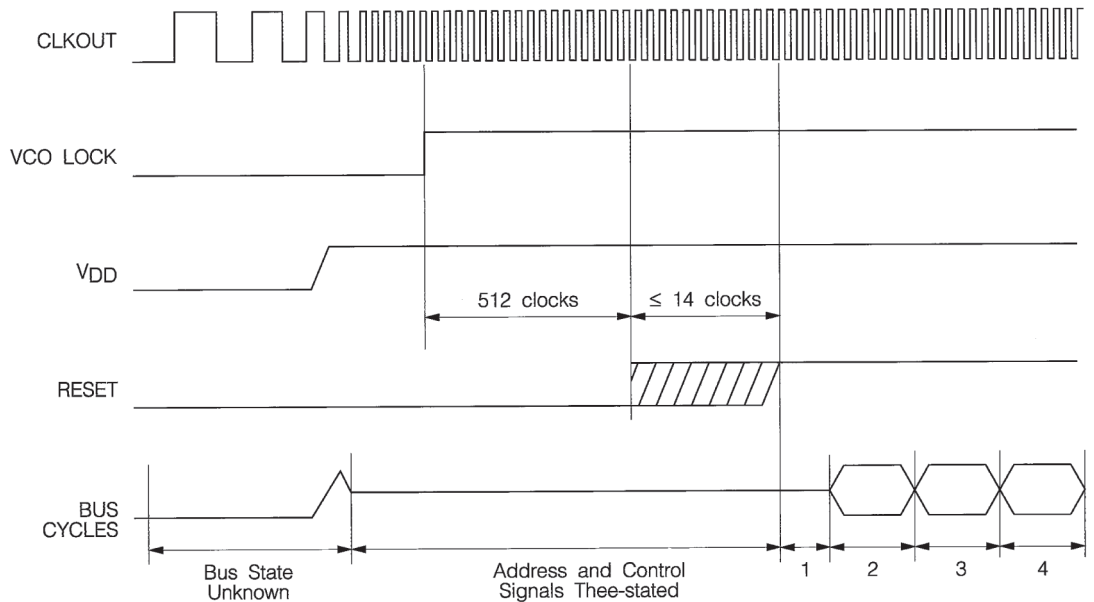 CLKOUT
VCO LOCK
VDD
512 clocks
≤ 14 clocks
RESET
BUS
CYCLES
Bus State
Unknown
Address and Control
Signals Thee-stated
1
2
3
4